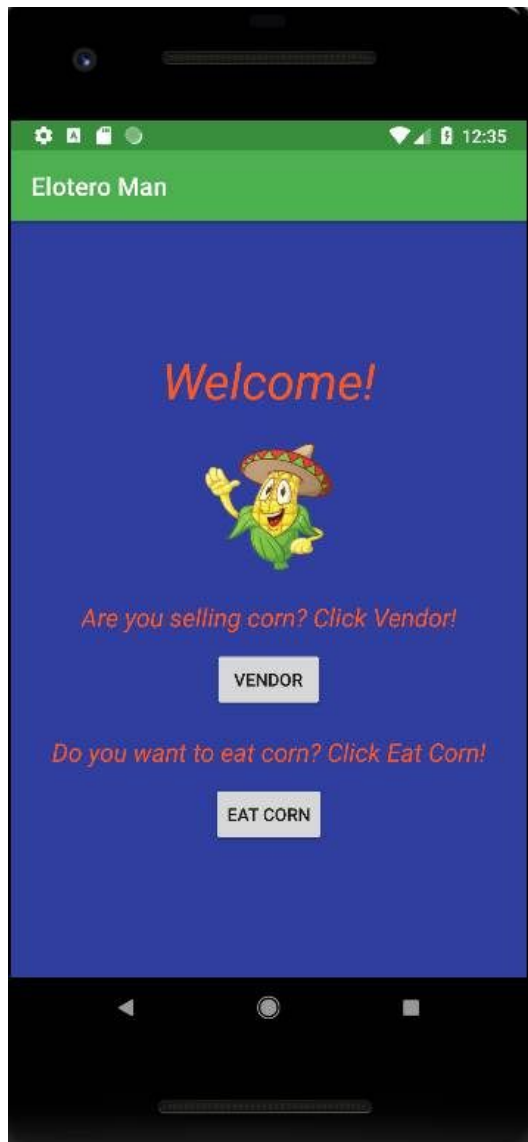 12:35
Elotero Man
Welcome!
Are you selling corn? Click Vendor!
VENDOR
Do you want to eat corn? Click Eat Corn!
EAT CORN